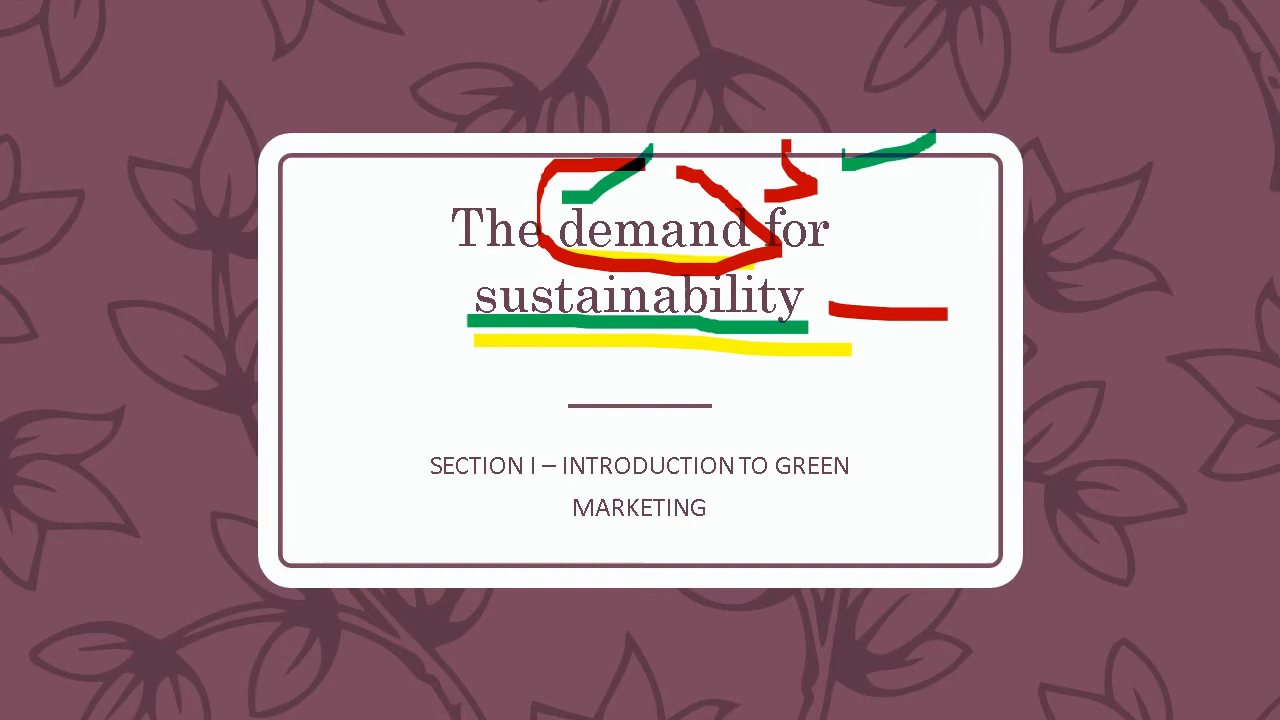 The demand for
sustainability
SECTION I – INTRODUCTION TO GREEN
MARKETING